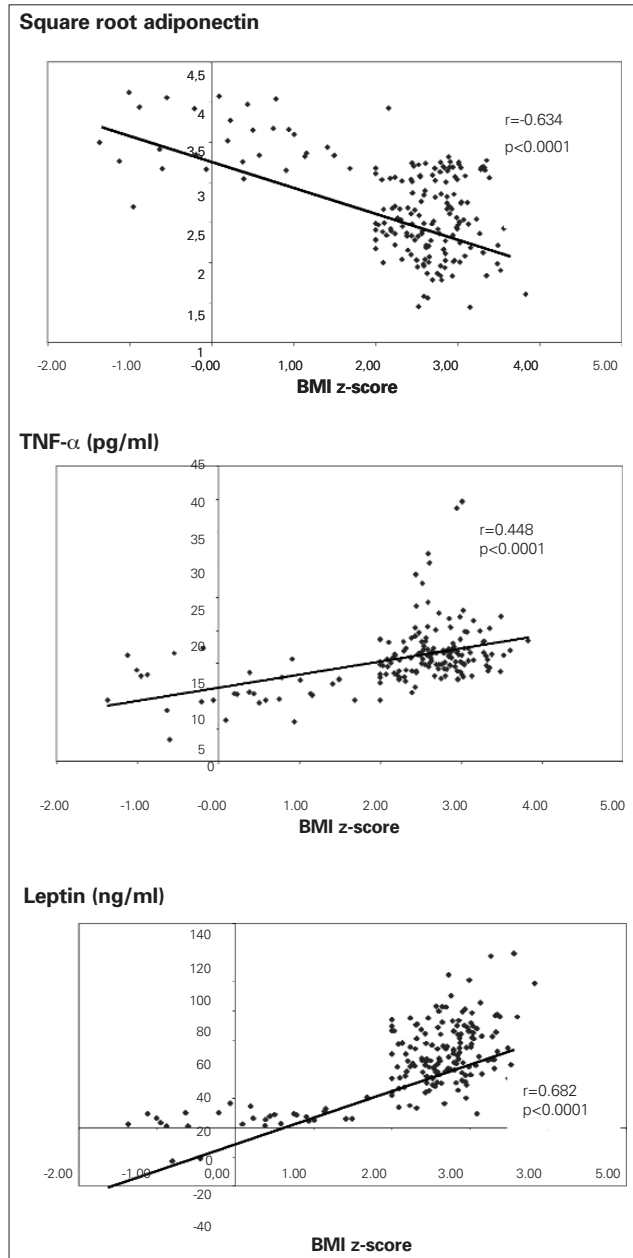 Square root adiponectin
4,5
4
3,5
3
2,5
2
1,5
1
r=-0.634
p<0.0001
-2.00 -1.00 -0,00 1,00 2,00 3,00 4,00 5.00
BMI z-score
TNF-α (pg/ml)
45
40
35
30
25
20
15
10
5
0
r=0.448
p<0.0001
-2.00 -1.00 -0.00 1.00 2.00 3.00 4.00 5.00
BMI z-score
Leptin (ng/ml)
140
120
100
80
60
40
20
0
-20
-40
r=0.682
p<0.0001
-2.00 -1.00 0.00 1.00 2.00 3.00 4.00 5.00
BMI z-score